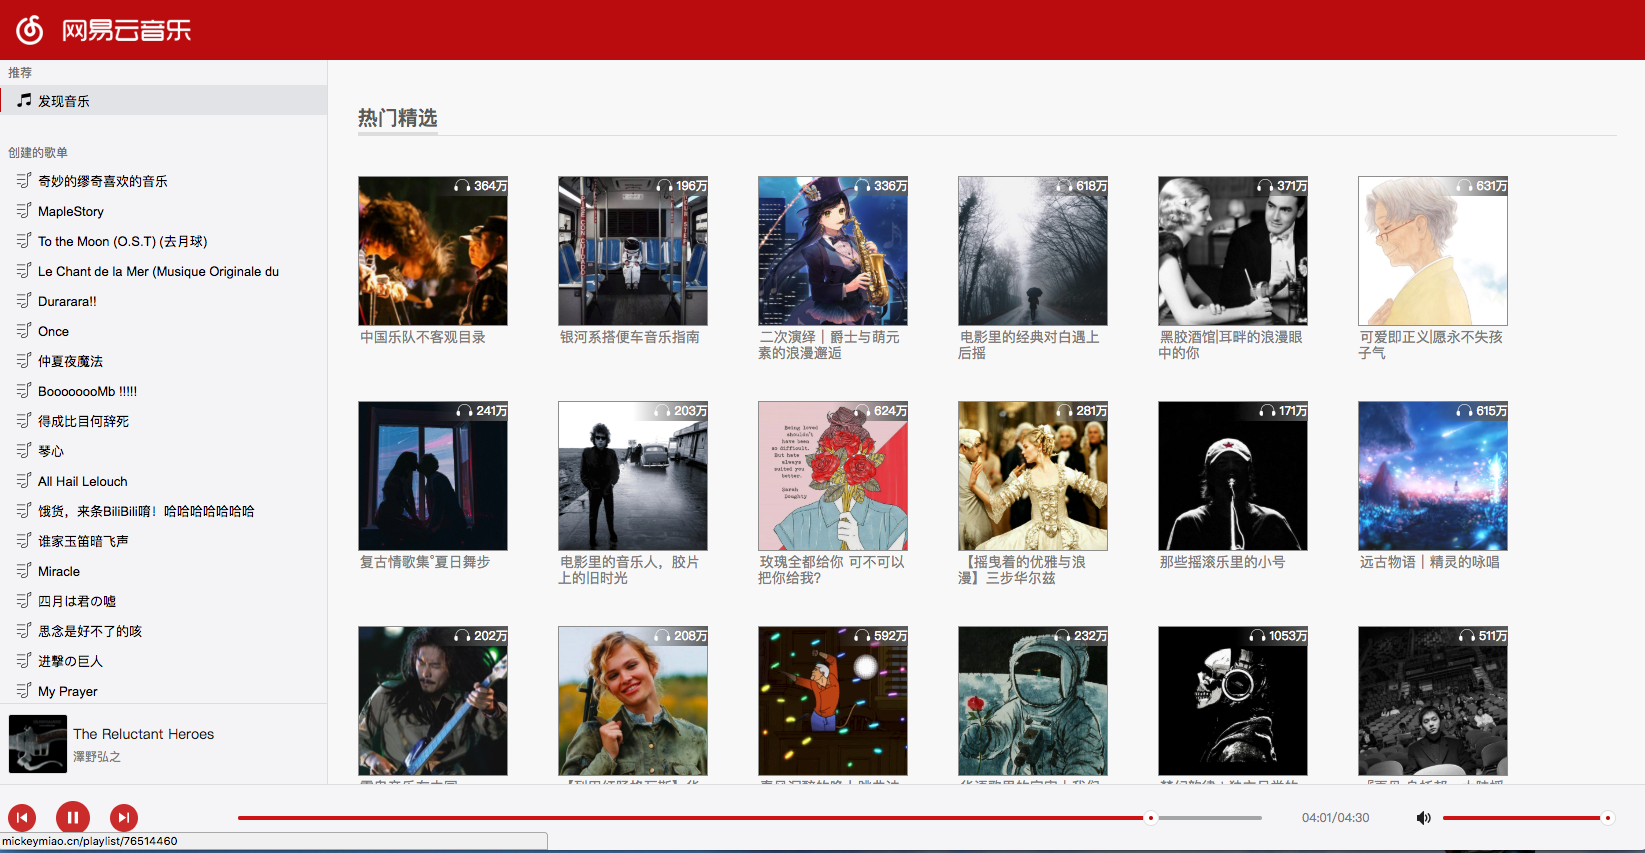 网易云音乐
推荐
发现音乐
创建的歌单
奇妙的缪奇喜欢的音乐
MapleStory
To the Moon (O.S.T) (去月球)
Le Chant de la Mer (Musique Originale du
Durarara!!
Once
仲夏夜魔法
BoooooooMb !!!!!
得成比目何辞死
琴心
All Hail Lelouch
饿货，来条BiliBili唷！哈哈哈哈哈哈哈
谁家玉笛暗飞声
Miracle
四月は君の嘘
思念是好不了的咳
进撃の巨人
My Prayer
The Reluctant Heroes
澤野弘之
热门精选
364万
196万
336万
618万
371万
631万
中国乐队不客观目录
银河系搭便车音乐指南
二次演绎｜爵士与萌元
素的浪漫邂逅
电影里的经典对白遇上
后摇
黑胶酒馆|耳畔的浪漫眼
中的你
可爱即正义|愿永不失孩
子气
241万
203万
624万
281万
171万
615万
Being loved
shouldn't
have been
so difficult.
But hate
always
suited you
better.
Sarah
Doughty
复古情歌集°夏日舞步
电影里的音乐人，胶片
上的旧时光
玫瑰全都给你 可不可以
把你给我?
【摇曳着的优雅与浪
漫】三步华尔兹
那些摇滚乐里的小号
远古物语｜精灵的咏唱
202万
208万
592万
232万
1053万
511万
04:01/04:30
mickeymiao.cn/playlist/76514460